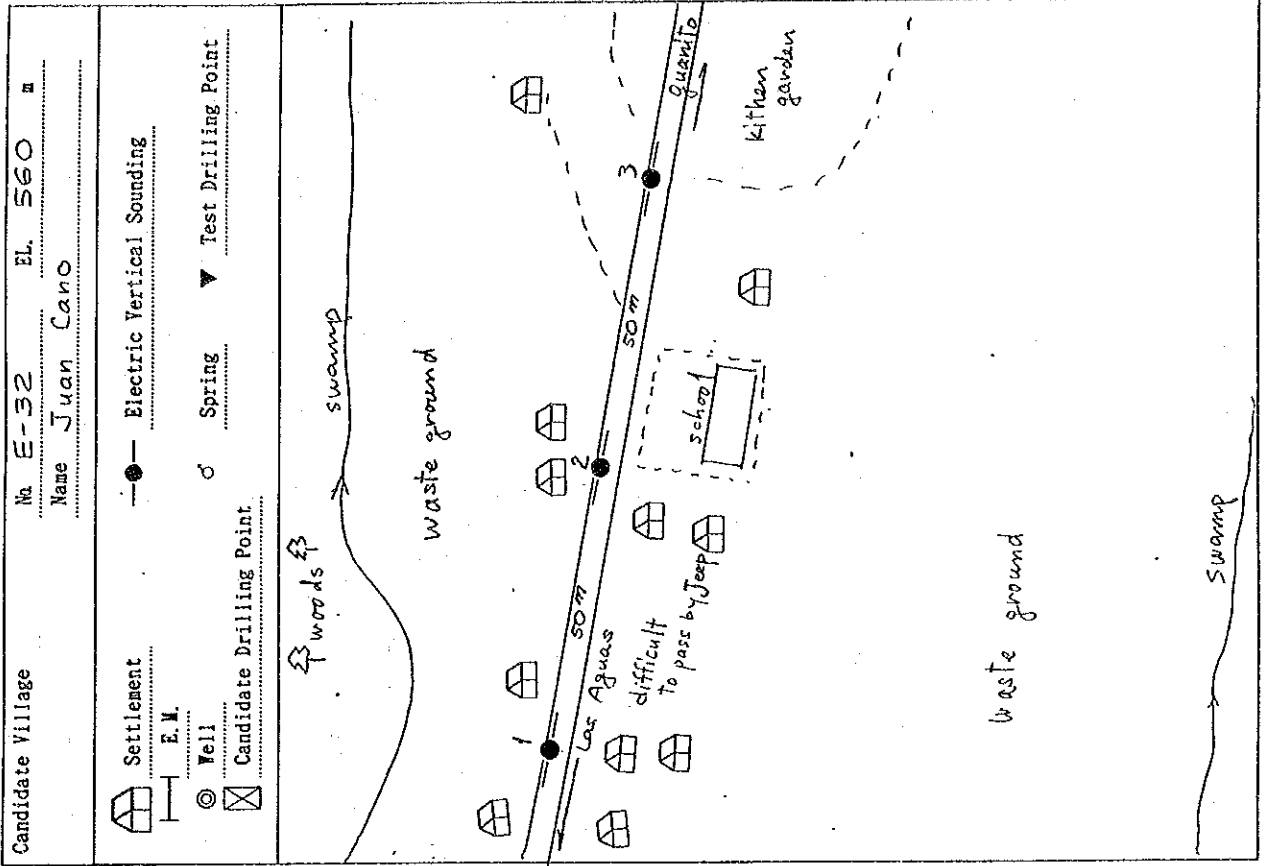 Candidate Village
No. E-32 EL. 560 m
Name Juan Cano
Settlement
E.M.
Well
Candidate Drilling Point
Electric Vertical Sounding
Spring
Test Drilling Point
woods
swamp
waste ground
1
2
3
50 m
50 m
Las Aguas
guanito
difficult
to pass by Jeep
school
kithen
garden
waste ground
swamp